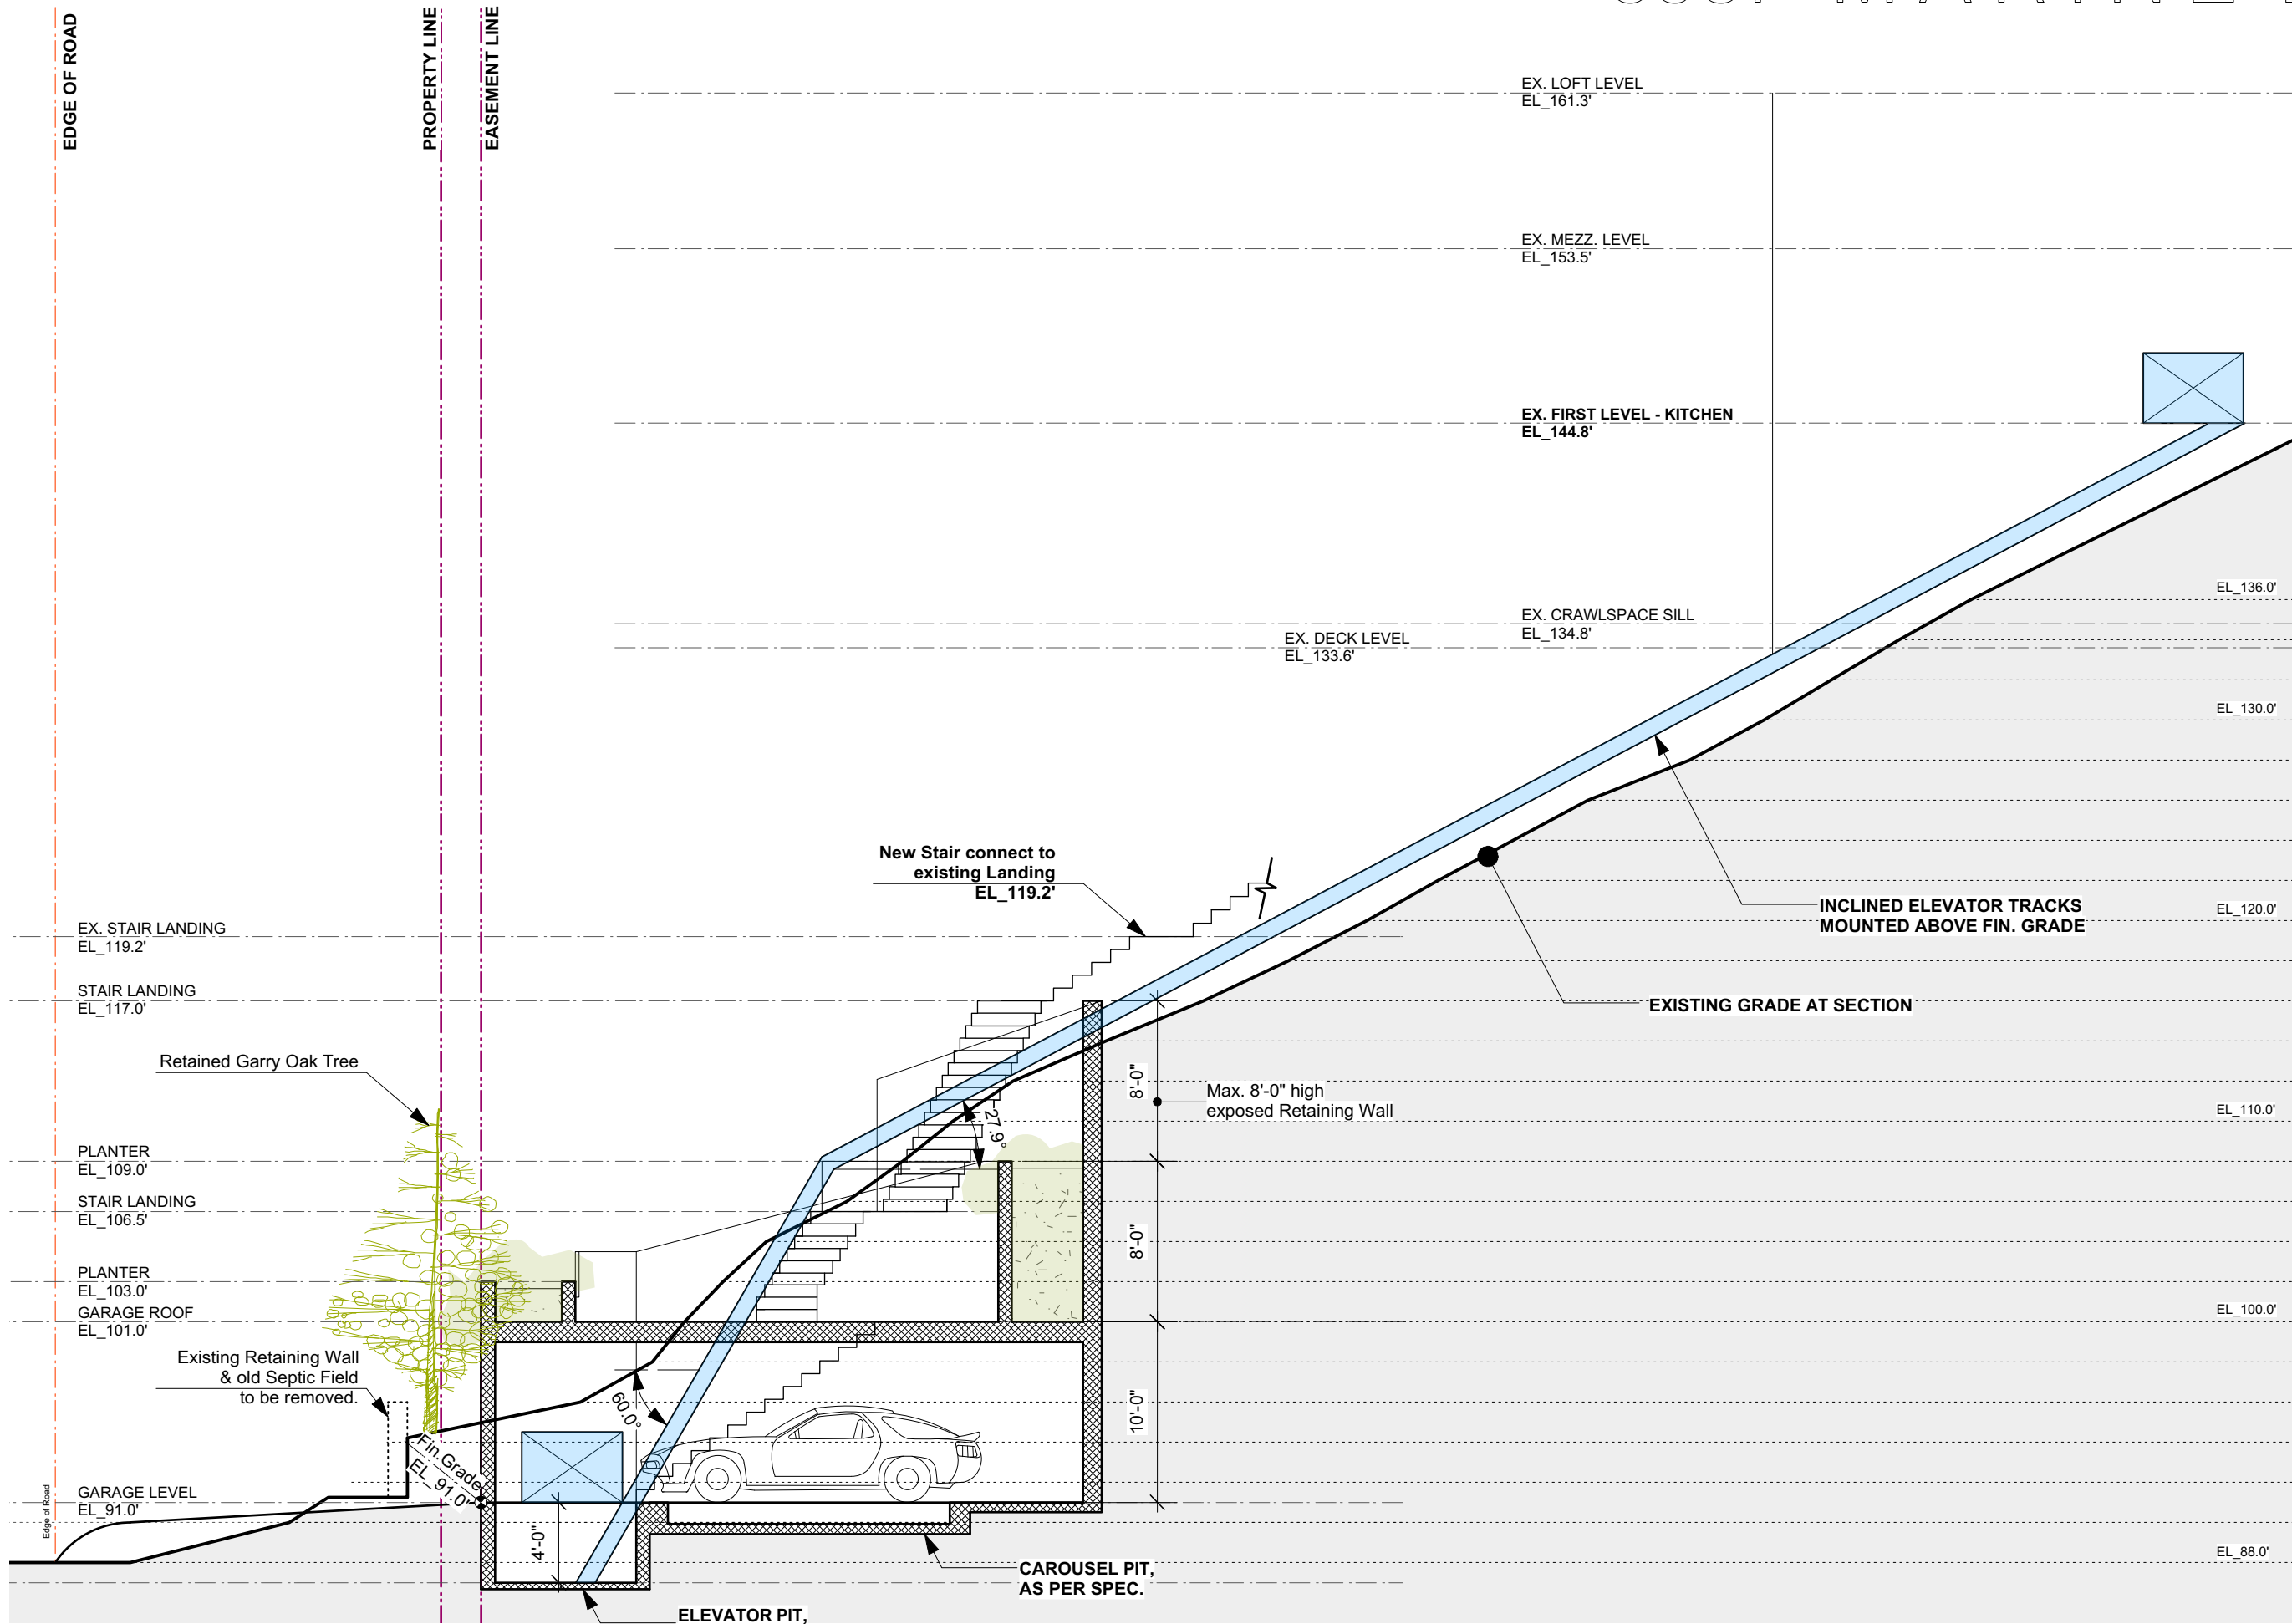 EDGE OF ROAD
PROPERTY LINE
EASEMENT LINE
EX. LOFT LEVEL
EL_161.3'
EX. MEZZ. LEVEL
EL_153.5'
EX. FIRST LEVEL - KITCHEN
EL_144.8'
EL_136.0'
EX. CRAWLSPACE SILL
EL_134.8'
EX. DECK LEVEL
EL_133.6'
EL_130.0'
New Stair connect to
existing Landing
EL_119.2'
INCLINED ELEVATOR TRACKS
MOUNTED ABOVE FIN. GRADE
EL_120.0'
EX. STAIR LANDING
EL_119.2'
STAIR LANDING
EL_117.0'
EXISTING GRADE AT SECTION
Retained Garry Oak Tree
8'-0"
Max. 8'-0" high
exposed Retaining Wall
27.9°
EL_110.0'
PLANTER
EL_109.0'
STAIR LANDING
EL_106.5'
8'-0"
PLANTER
EL_103.0'
GARAGE ROOF
EL_101.0'
EL_100.0'
Existing Retaining Wall
& old Septic Field
to be removed.
60.0°
10'-0"
Fin.Grade
EL_91.0'
GARAGE LEVEL
EL_91.0'
Edge of Road
4'-0"
EL_88.0'
CAROUSEL PIT,
AS PER SPEC.
ELEVATOR PIT,